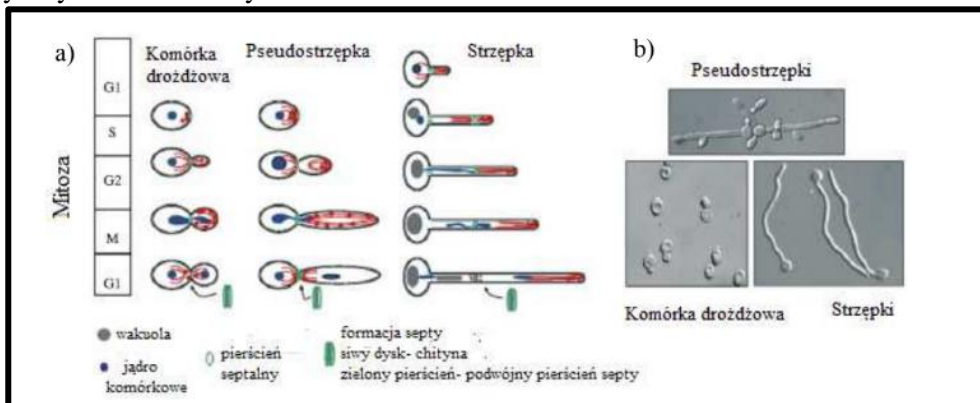 a)
Komórka
drożdżowa
Pseudostrzępka
Strzępka
b)
Pseudostrzępki
Mitoza
G1
S
G2
M
G1
Komórka drożdżowa
Strzępki
wakuola
jądro
komórkowe
pierścień
septalny
formacja septy
siwy dysk- chityna
zielony pierścień- podwójny pierścień septy